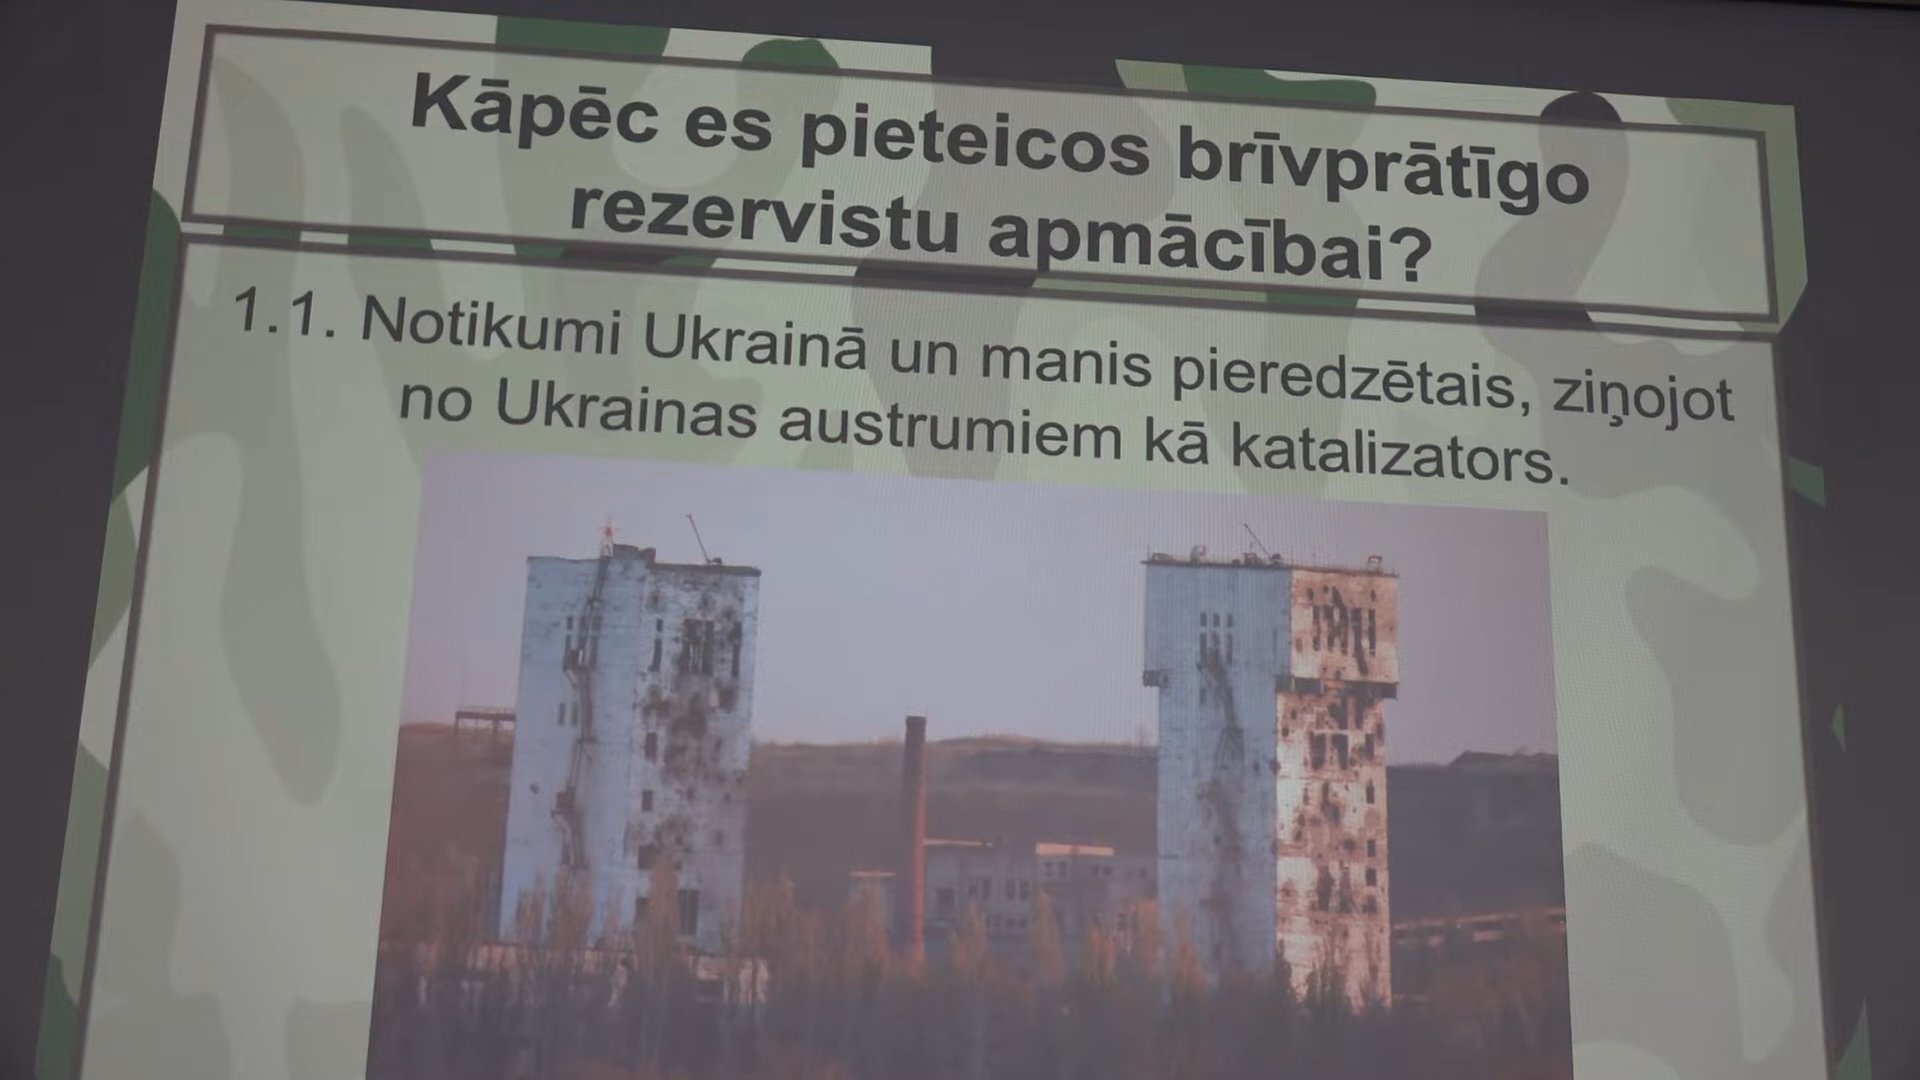 Kāpēc es pieteicos brīvprātīgo
rezervistu apmācībai?
1.1. Notikumi Ukrainā un manis pieredzētais, ziņojot
no Ukrainas austrumiem kā katalizators.